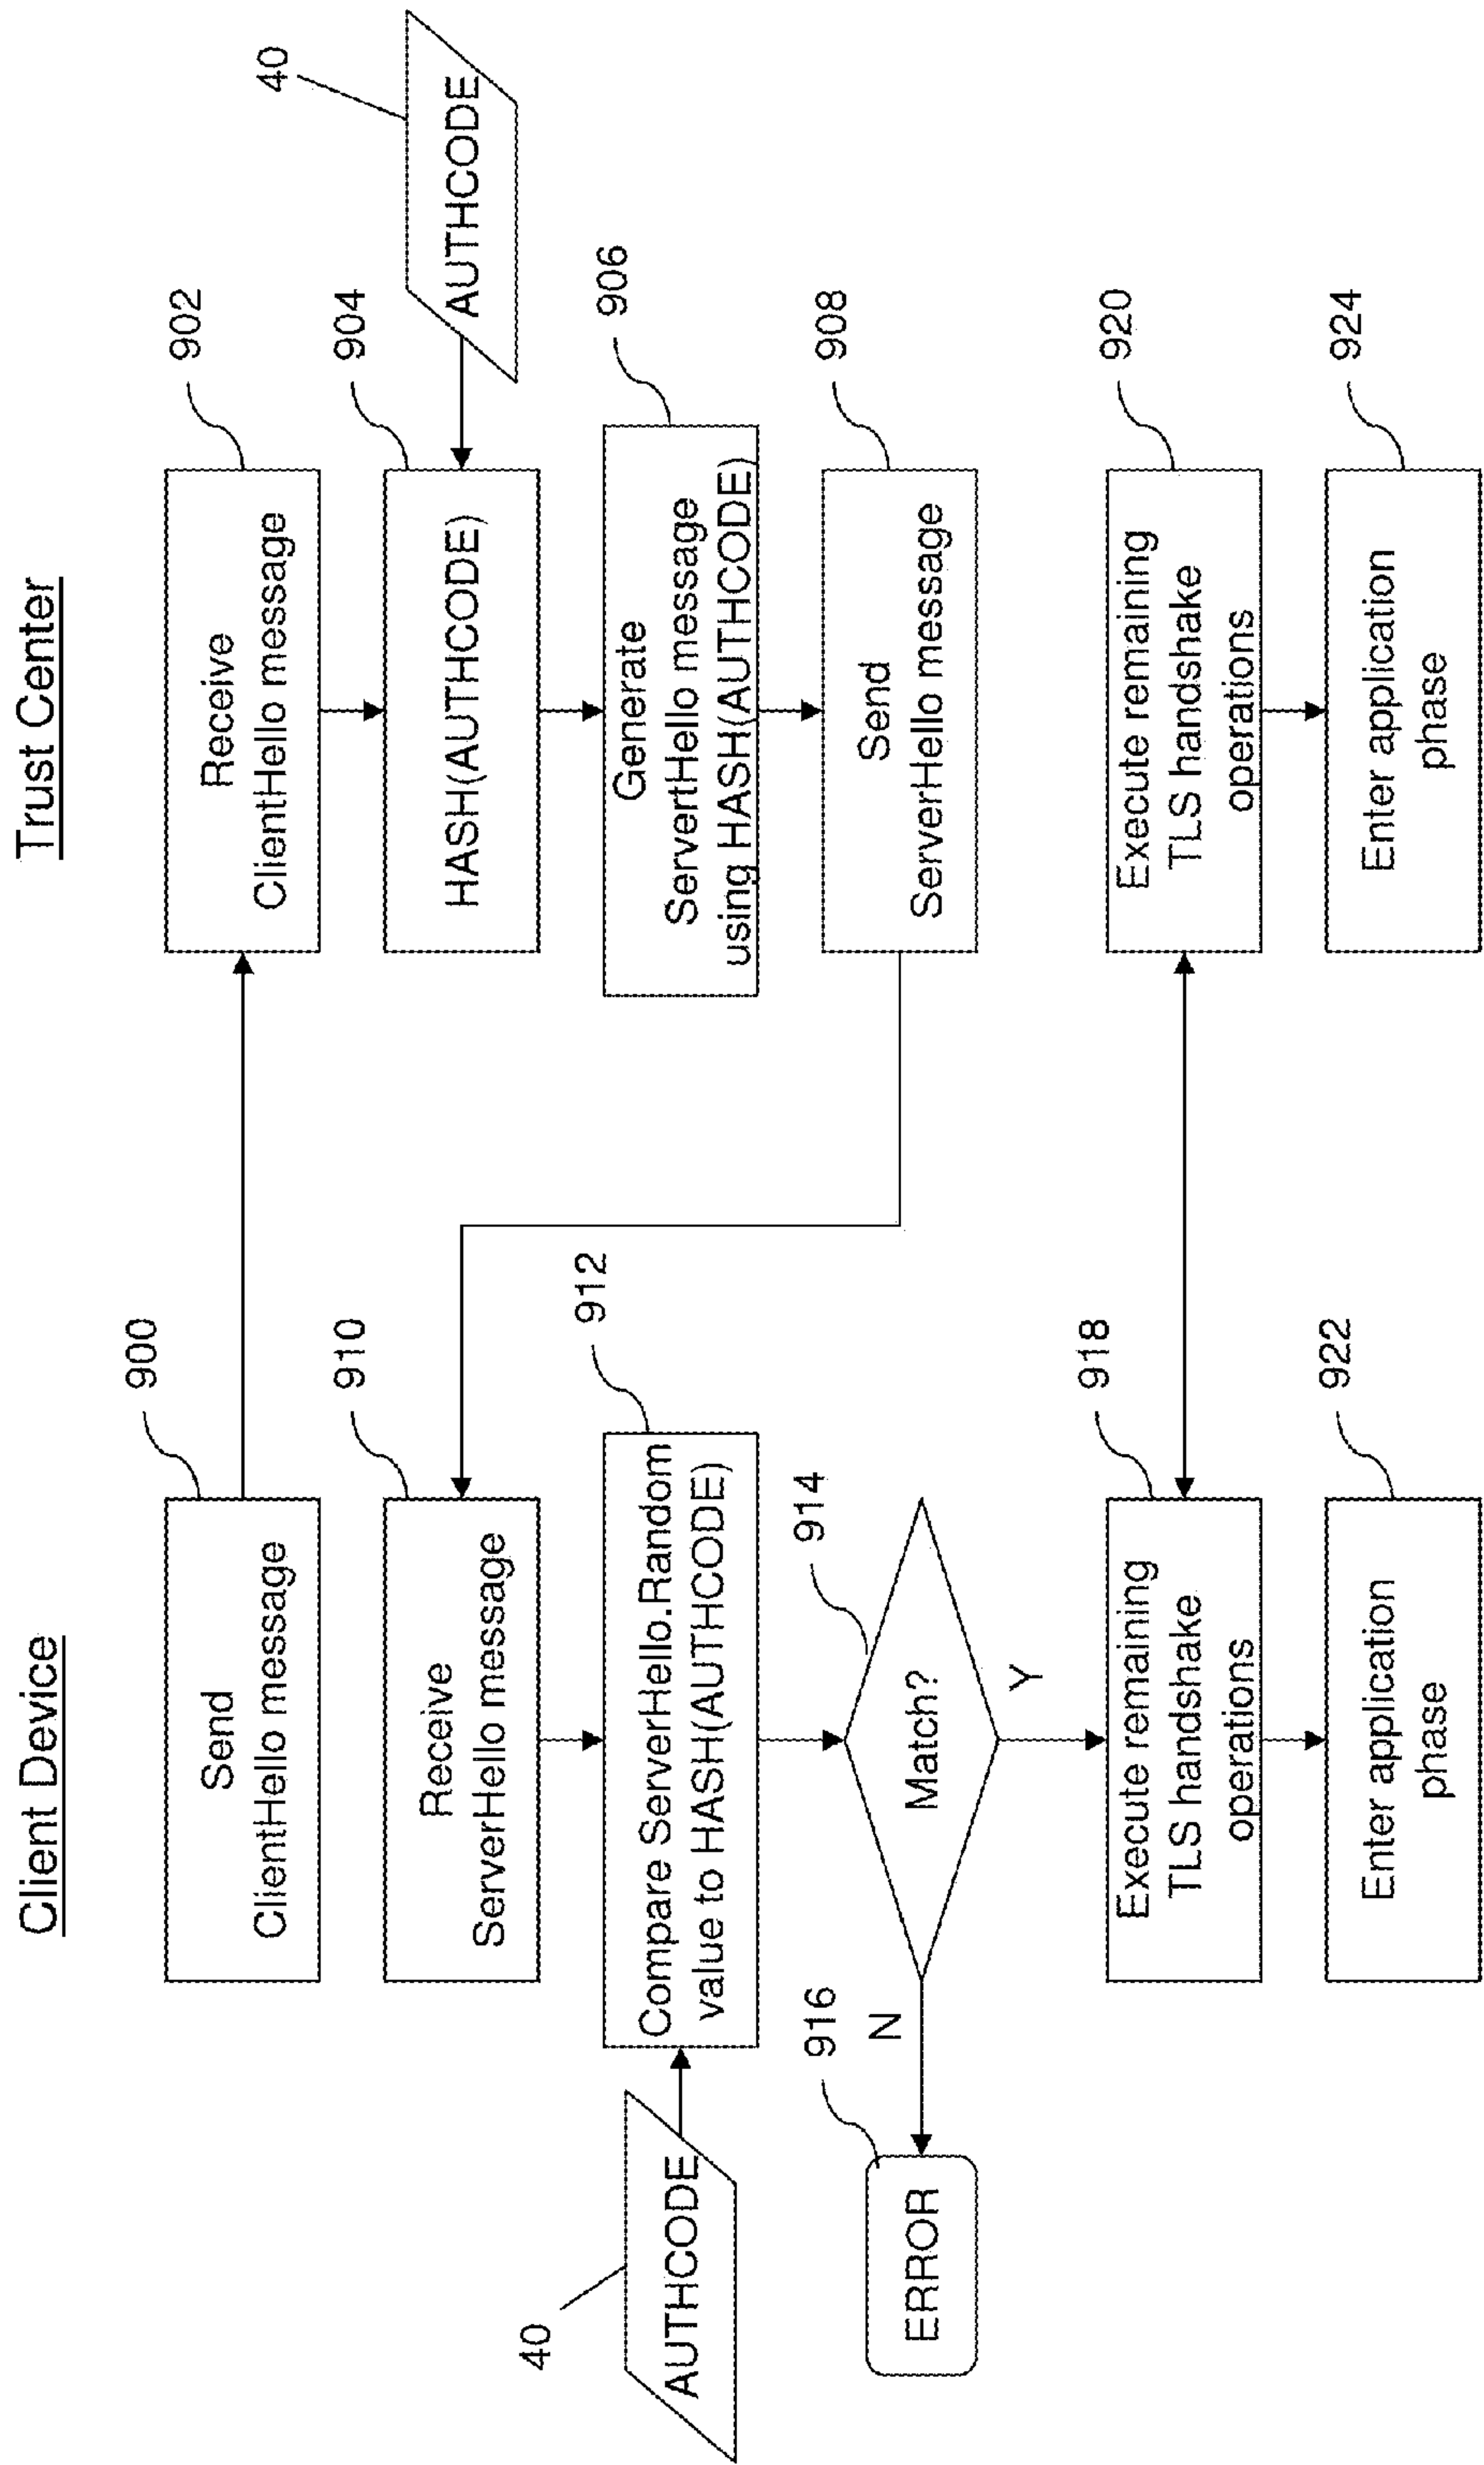 Client Device
Trust Center
900
Send
ClientHello message
902
Receive
ClientHello message
904
HASH(AUTHCODE)
40
AUTHCODE
906
Generate
ServertHello message
using HASH(AUTHCODE)
908
Send
ServerHello message
910
Receive
ServerHello message
912
Compare ServerHello.Random
value to HASH(AUTHCODE)
40
AUTHCODE
914
Match?
N
916
ERROR
Y
918
Execute remaining
TLS handshake
operations
920
Execute remaining
TLS handshake
operations
922
Enter application
phase
924
Enter application
phase